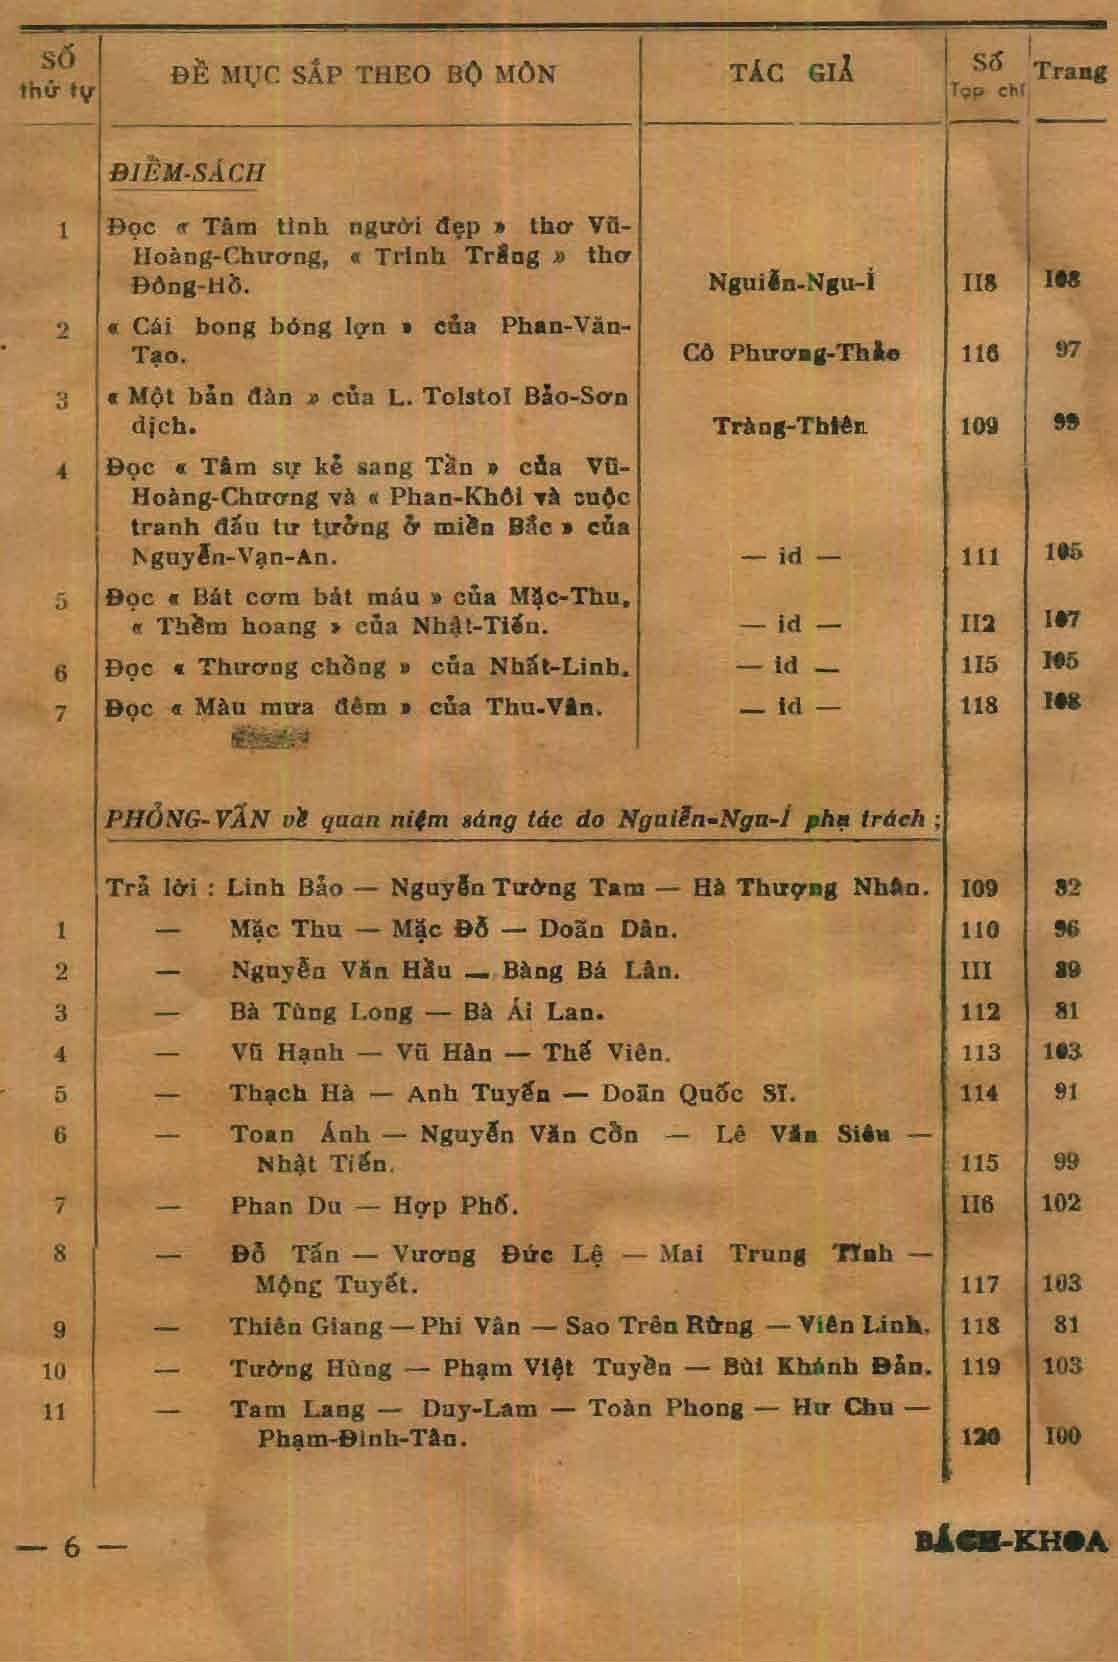 SỐ thứ tự | ĐỀ MỤC SẮP THEO BỘ MÔN | TÁC GIẢ | Số Tạp chí | Trang
ĐIỀM-SÁCH
1 Đọc « Tâm tình người đẹp » thơ Vũ-
Hoàng-Chương, « Trinh Trắng » thơ
Đông-Hồ. Nguiễn-Ngu-Í 118 108
2 « Cái bong bóng lợn » của Phan-Văn-
Tạo. Cô Phương-Thảo 116 97
3 « Một bản đàn » của L. Tolstoï Bảo-Sơn
dịch. Tràng-Thiên 109 99
4 Đọc « Tâm sự kẻ sang Tần » của Vũ-
Hoàng-Chương và « Phan-Khôi và cuộc
tranh đấu tư tưởng ở miền Bắc » của
Nguyễn-Vạn-An. — id — 111 105
5 Đọc « Bát cơm bát máu » của Mặc-Thu,
« Thềm hoang » của Nhật-Tiến. — id — 112 107
6 Đọc « Thương chồng » của Nhất-Linh. — id — 115 105
7 Đọc « Màu mưa đêm » của Thu-Vân. — id — 118 108
PHỎNG-VẤN về quan niệm sáng tác do Nguiễn-Ngu-Í phụ trách :
Trả lời : Linh Bảo — Nguyễn Tường Tam — Hà Thượng Nhân. 109 82
1 — Mặc Thu — Mặc Đỗ — Doãn Dân. 110 96
2 — Nguyễn Văn Hầu — Bàng Bá Lân. 111 89
3 — Bà Tùng Long — Bà Ái Lan. 112 81
4 — Vũ Hạnh — Vũ Hân — Thế Viên. 113 103
5 — Thạch Hà — Anh Tuyến — Doãn Quốc Sĩ. 114 91
6 — Toan Ánh — Nguyễn Văn Cồn — Lê Văn Siêu —
Nhật Tiến. 115 99
7 — Phan Du — Hợp Phố. 116 102
8 — Đỗ Tấn — Vương Đức Lệ — Mai Trung Tĩnh —
Mộng Tuyết. 117 103
9 — Thiên Giang — Phi Vân — Sao Trên Rừng — Viên Linh. 118 81
10 — Tường Hùng — Phạm Việt Tuyền — Bùi Khánh Đản. 119 103
11 — Tam Lang — Duy-Lam — Toàn Phong — Hư Chu —
Phạm-Đình-Tân. 120 100
— 6 — BÁCH-KHOA